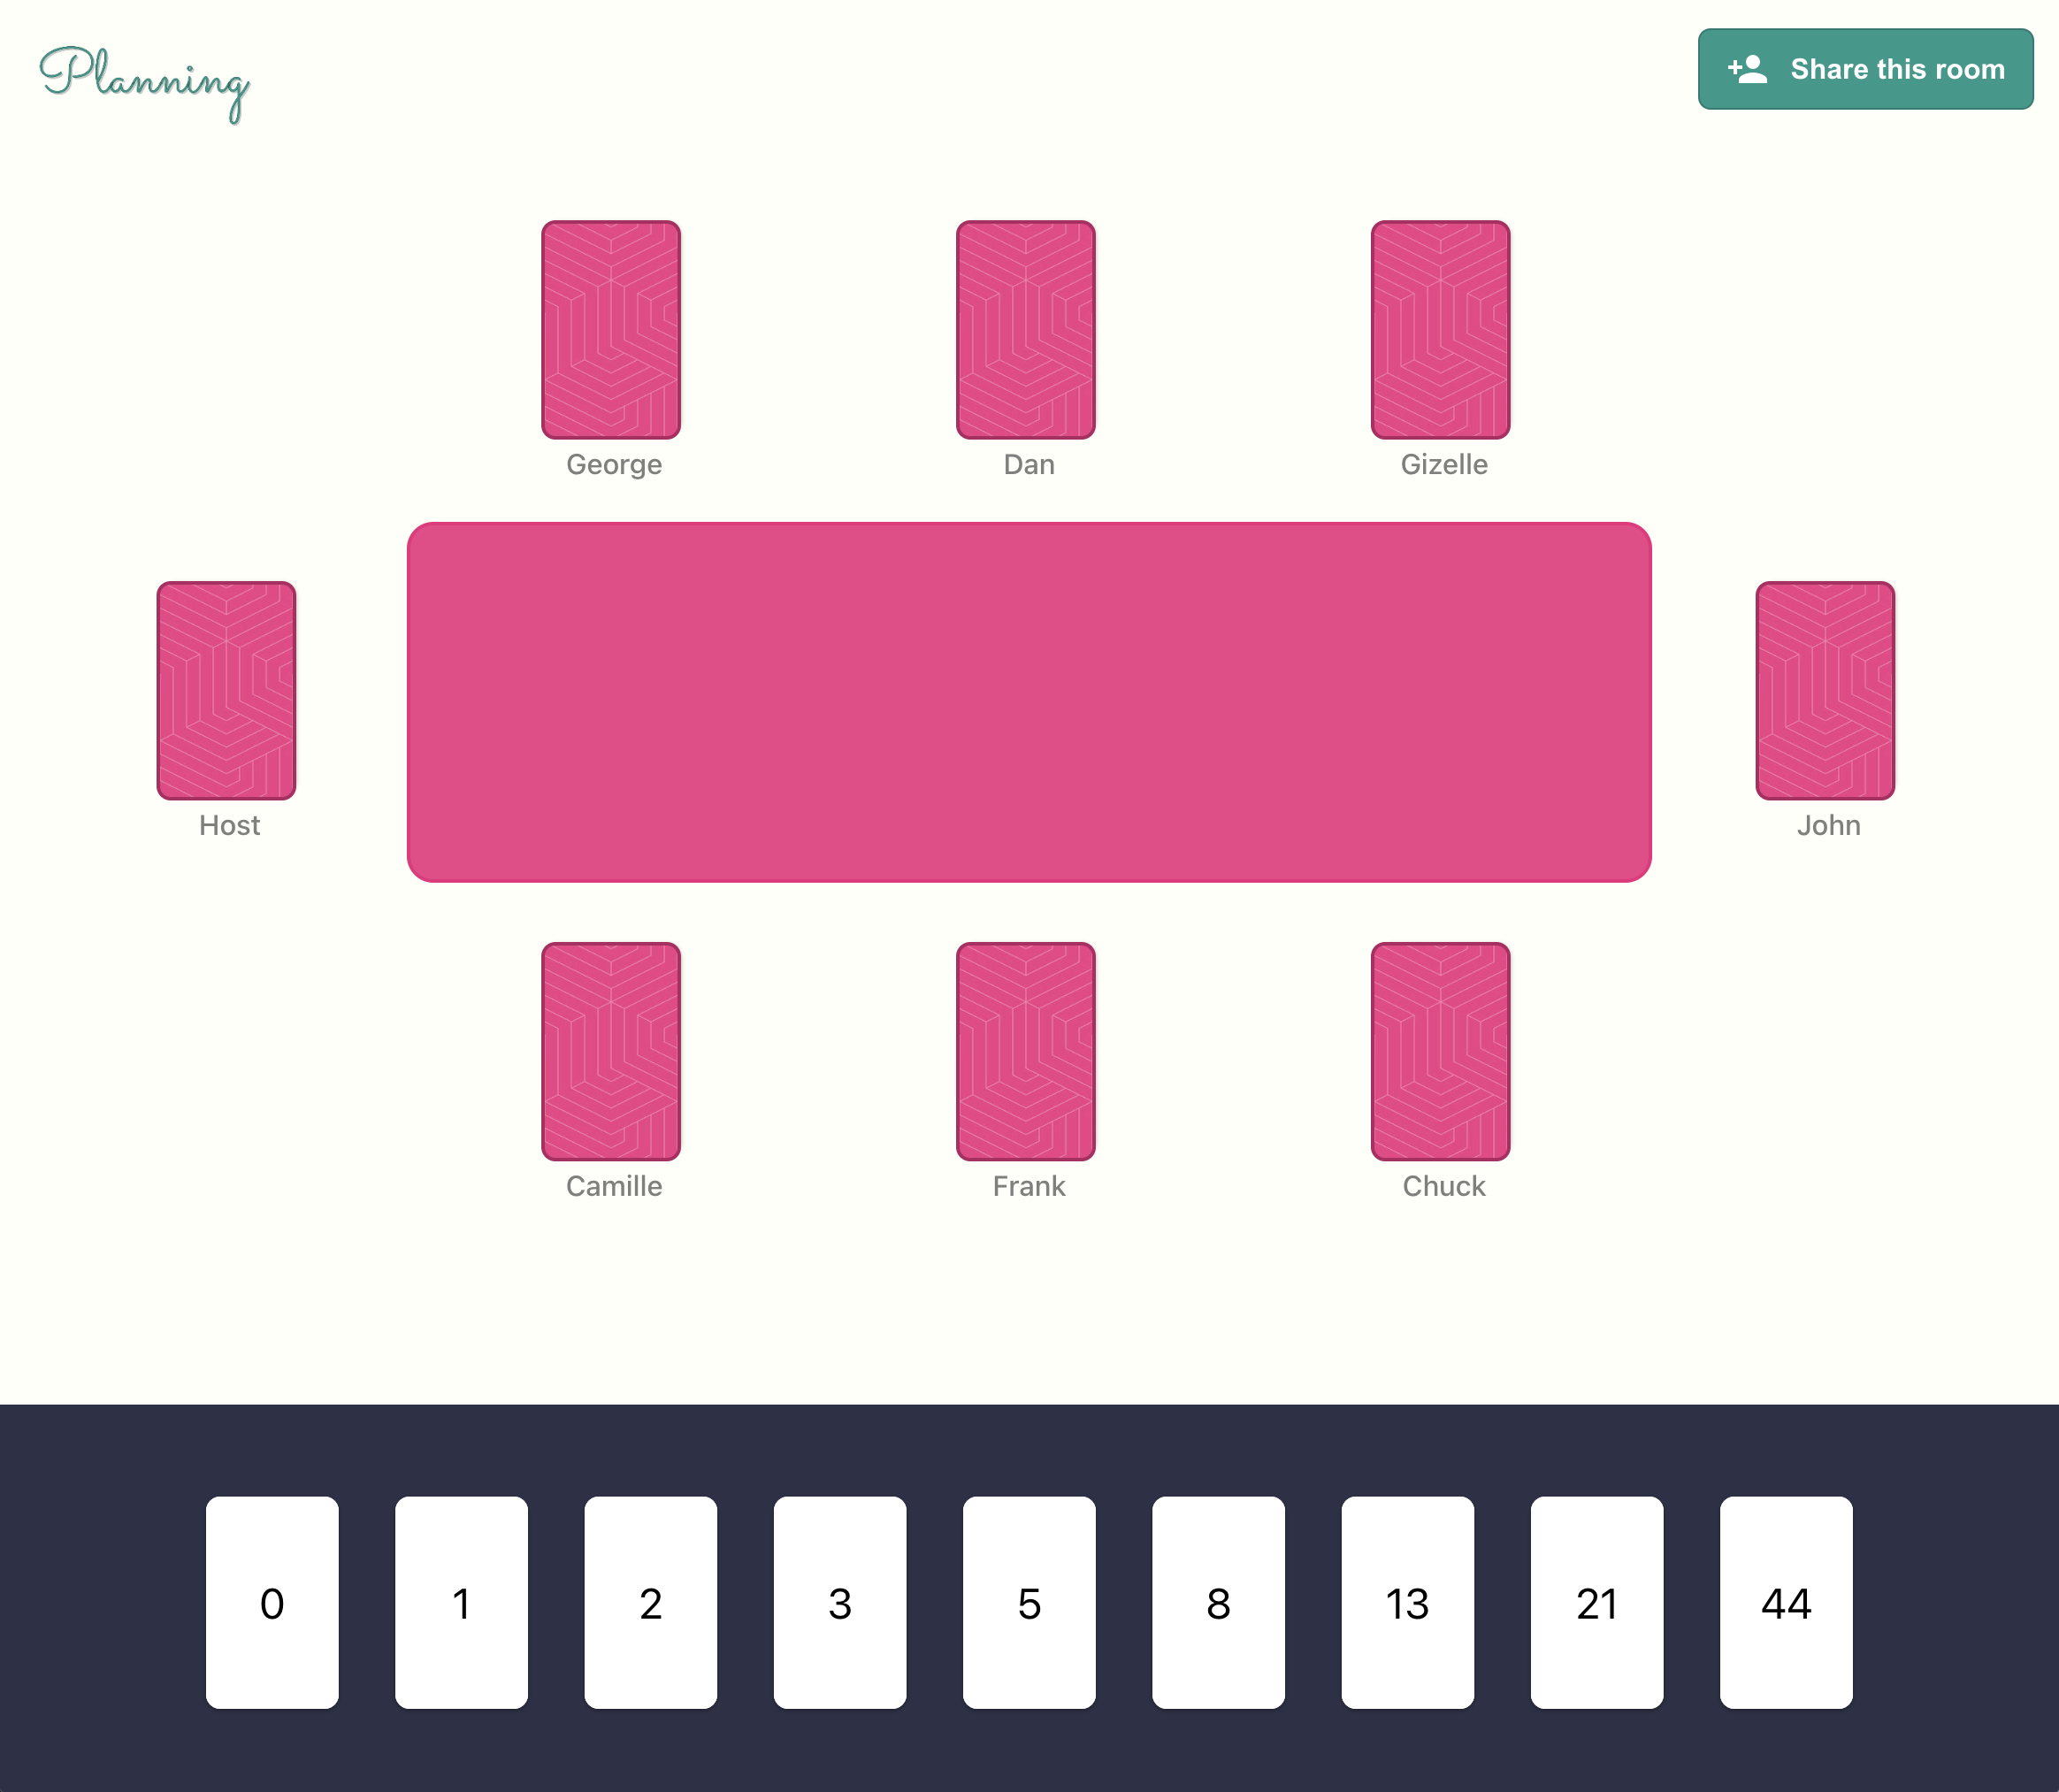 Planning
Share this room
George
Dan
Gizelle
Host
John
Camille
Frank
Chuck
0 1 2 3 5 8 13 21 44